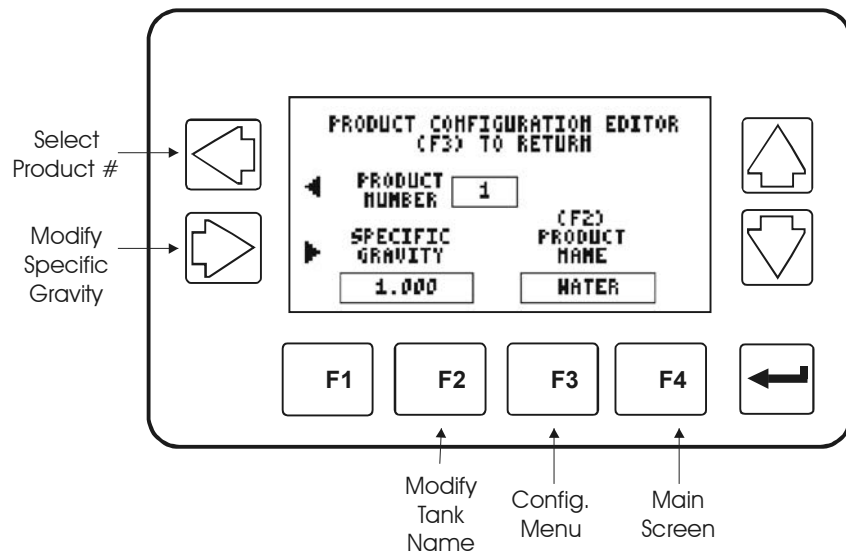 Select
Product #
Modify
Specific
Gravity
PRODUCT CONFIGURATION EDITOR
(F3) TO RETURN
PRODUCT
NUMBER
1
SPECIFIC
GRAVITY
1.000
(F2)
PRODUCT
NAME
WATER
F1
F2
F3
F4
Modify
Tank
Name
Config.
Menu
Main
Screen